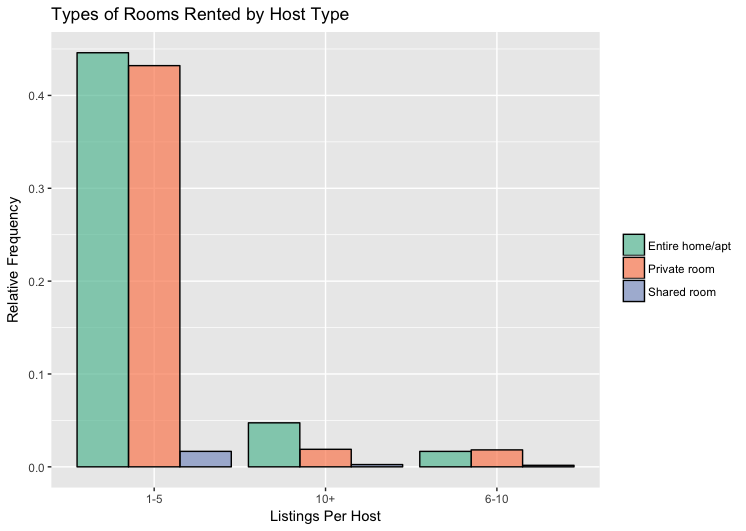 Types of Rooms Rented by Host Type
Relative Frequency
0.4
0.3
0.2
0.1
0.0
1-5
10+
6-10
Listings Per Host
Entire home/apt
Private room
Shared room